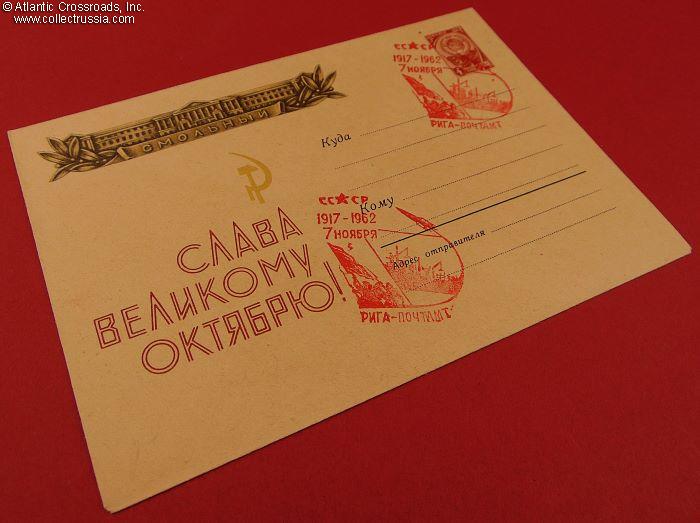 © Atlantic Crossroads, Inc.
www.collectrussia.com
СМОЛЬНЫЙ
СЛАВА
ВЕЛИКОМУ
ОКТЯБРЮ!
СССР
1917-1962
7 НОЯБРЯ
РИГА-ПОЧТАМТ
Куда
СССР
1917-1962
7 НОЯБРЯ
РИГА-ПОЧТАМТ
Кому
Адрес отправителя